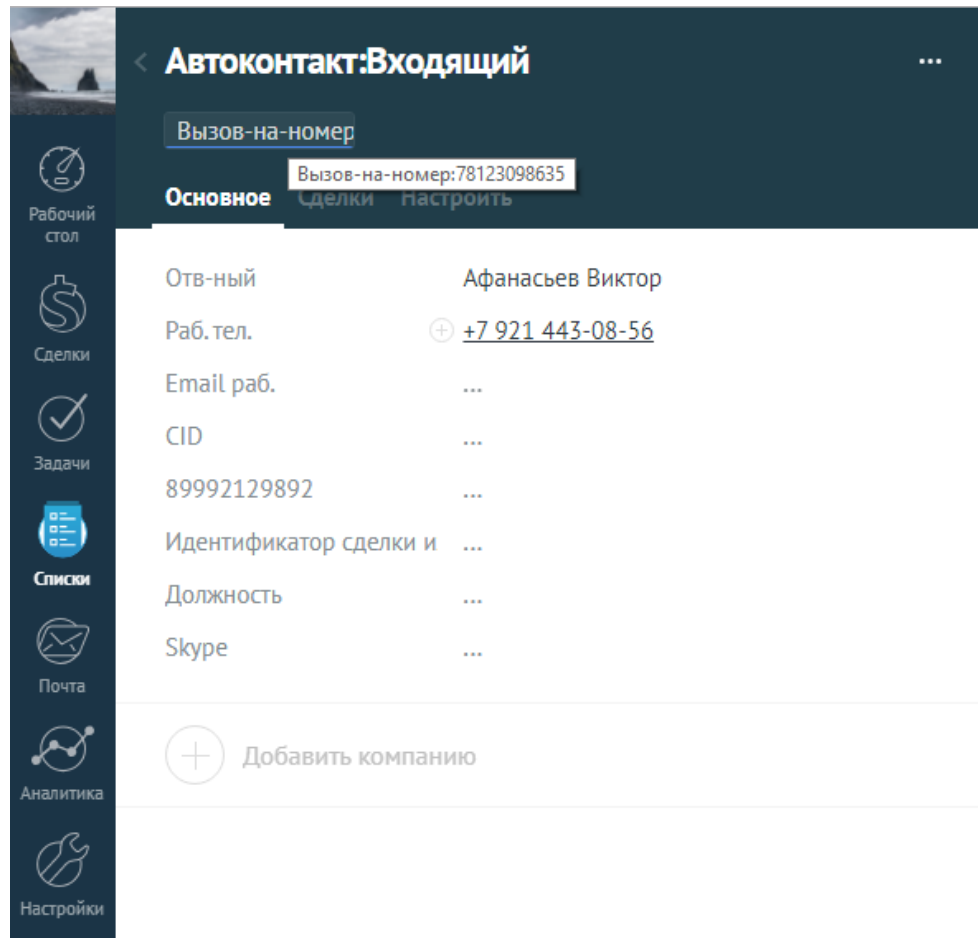 Автоконтакт:Входящий
...
Вызов-на-номер
Вызов-на-номер:78123098635
Основное Сделки Настроить
Рабочий
стол
Сделки
Задачи
Списки
Почта
Аналитика
Настройки
Отв-ный Афанасьев Виктор
Раб. тел. +7 921 443-08-56
Email раб. ...
CID ...
89992129892 ...
Идентификатор сделки и ...
Должность ...
Skype ...
Добавить компанию